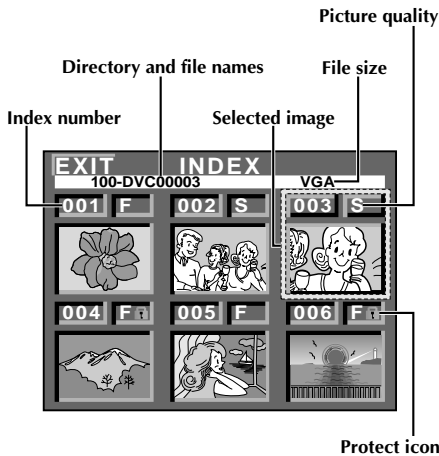 Picture quality
Directory and file names
File size
Index number
Selected image
EXIT INDEX
100-DVC00003 VGA
001 F 002 S 003 S
004 F 005 F 006 F
Protect icon